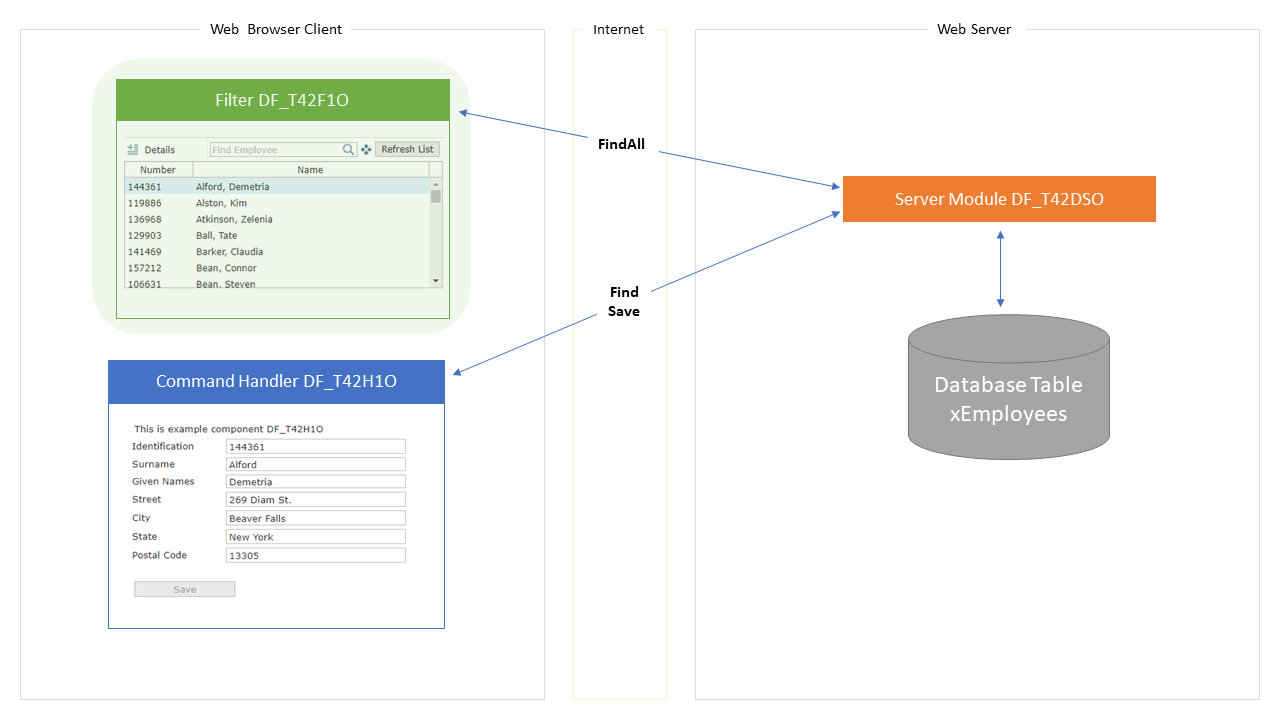 Web Browser Client
Internet
Web Server
Filter DF_T42F1O
Details
Find Employee
Refresh List
Number Name
144361 Alford, Demetria
119886 Alston, Kim
136968 Atkinson, Zelenia
129903 Ball, Tate
141469 Barker, Claudia
157212 Bean, Connor
106631 Bean, Steven
FindAll
Server Module DF_T42DSO
Find
Save
Database Table
xEmployees
Command Handler DF_T42H1O
This is example component DF_T42H1O
Identification 144361
Surname Alford
Given Names Demetria
Street 269 Diam St.
City Beaver Falls
State New York
Postal Code 13305
Save